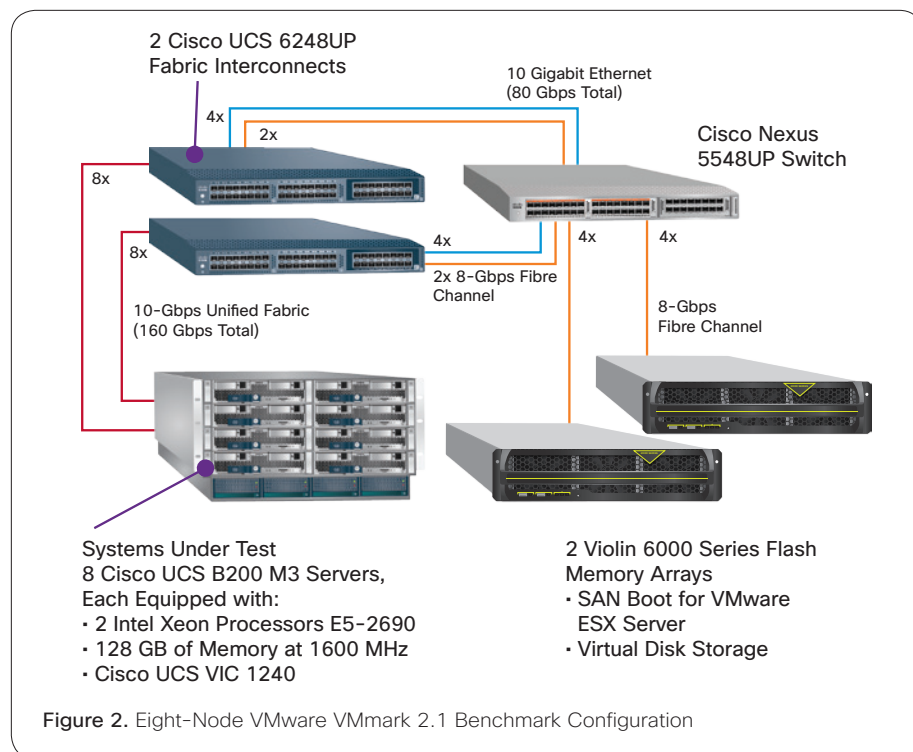 2 Cisco UCS 6248UP
Fabric Interconnects
10 Gigabit Ethernet
(80 Gbps Total)
4x
2x
Cisco Nexus
5548UP Switch
8x
8x
4x
4x
4x
2x 8-Gbps Fibre
Channel
10-Gbps Unified Fabric
(160 Gbps Total)
8-Gbps
Fibre Channel
Systems Under Test
8 Cisco UCS B200 M3 Servers,
Each Equipped with:
• 2 Intel Xeon Processors E5-2690
• 128 GB of Memory at 1600 MHz
• Cisco UCS VIC 1240
2 Violin 6000 Series Flash
Memory Arrays
• SAN Boot for VMware
ESX Server
• Virtual Disk Storage
Figure 2. Eight-Node VMware VMmark 2.1 Benchmark Configuration